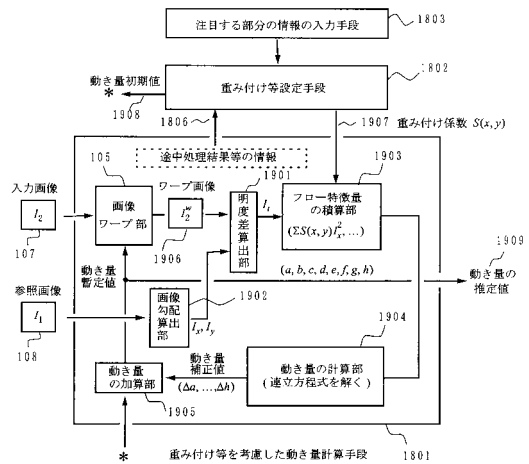 注目する部分の情報の入力手段
1803
重み付け等設定手段
1802
動き量初期値
*
1908
1806
1907
重み付け係数 S(x, y)
途中処理結果等の情報
105
1901
1903
入力画像
I₂
107
画像
ワープ部
ワープ画像
I₂ʷ
1906
明度差算出部
Iₜ
フロー特徴量
の積算部
(ΣS(x, y)Iₓ², …)
1909
動き量の
推定値
動き量
暫定値
(a, b, c, d, e, f, g, h)
参照画像
I₁
108
画像
勾配算
出部
1902
Iₓ, Iᵧ
1904
動き量
の加算部
1905
動き量
補正値
(Δa, …,Δh)
動き量の計算部
(連立方程式を解く)
*
重み付け等を考慮した動き量計算手段
1801